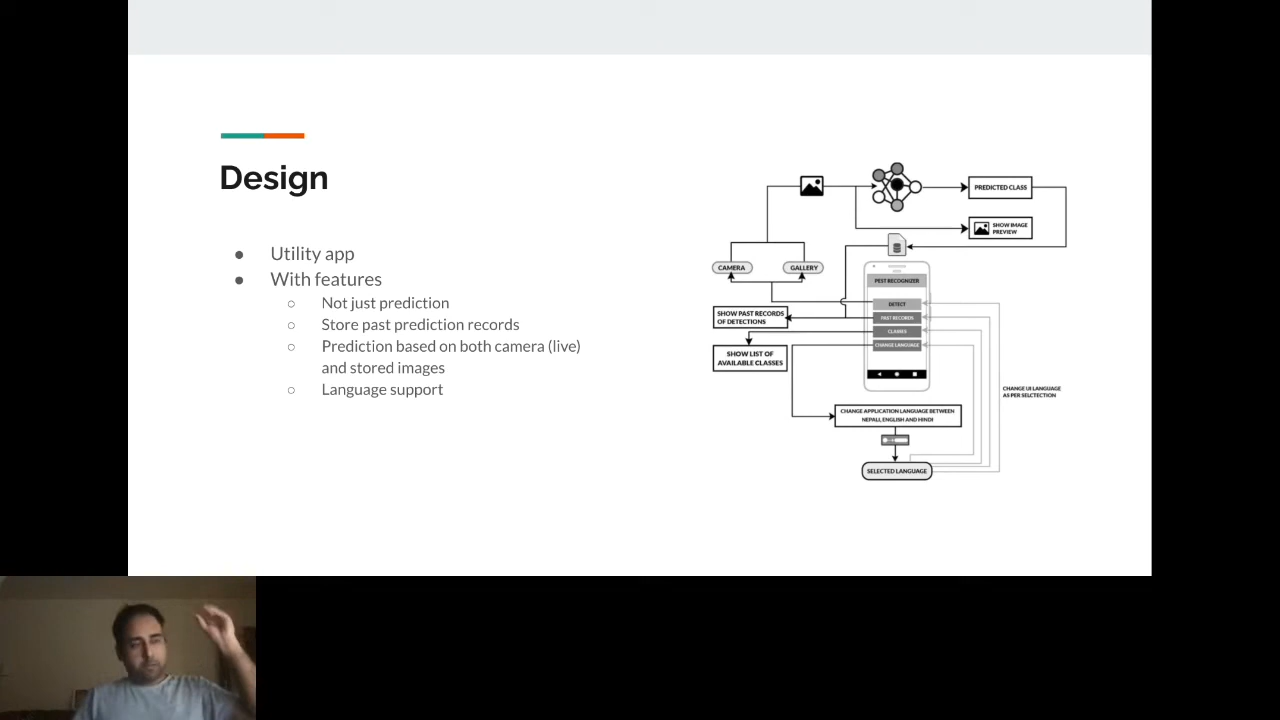 Design
● Utility app
● With features
○ Not just prediction
○ Store past prediction records
○ Prediction based on both camera (live)
and stored images
○ Language support
PREDICTED CLASS
SHOW IMAGE
PREVIEW
CAMERA
GALLERY
PEST RECOGNIZER
DETECT
PAST RECORDS
CLASSES
CHANGE LANGUAGE
SHOW PAST RECORDS
OF DETECTIONS
SHOW LIST OF
AVAILABLE CLASSES
CHANGE UI LANGUAGE
AS PER SELCTECTION
CHANGE APPLICATION LANGUAGE BETWEEN
NEPALI, ENGLISH AND HINDI
SELECTED LANGUAGE